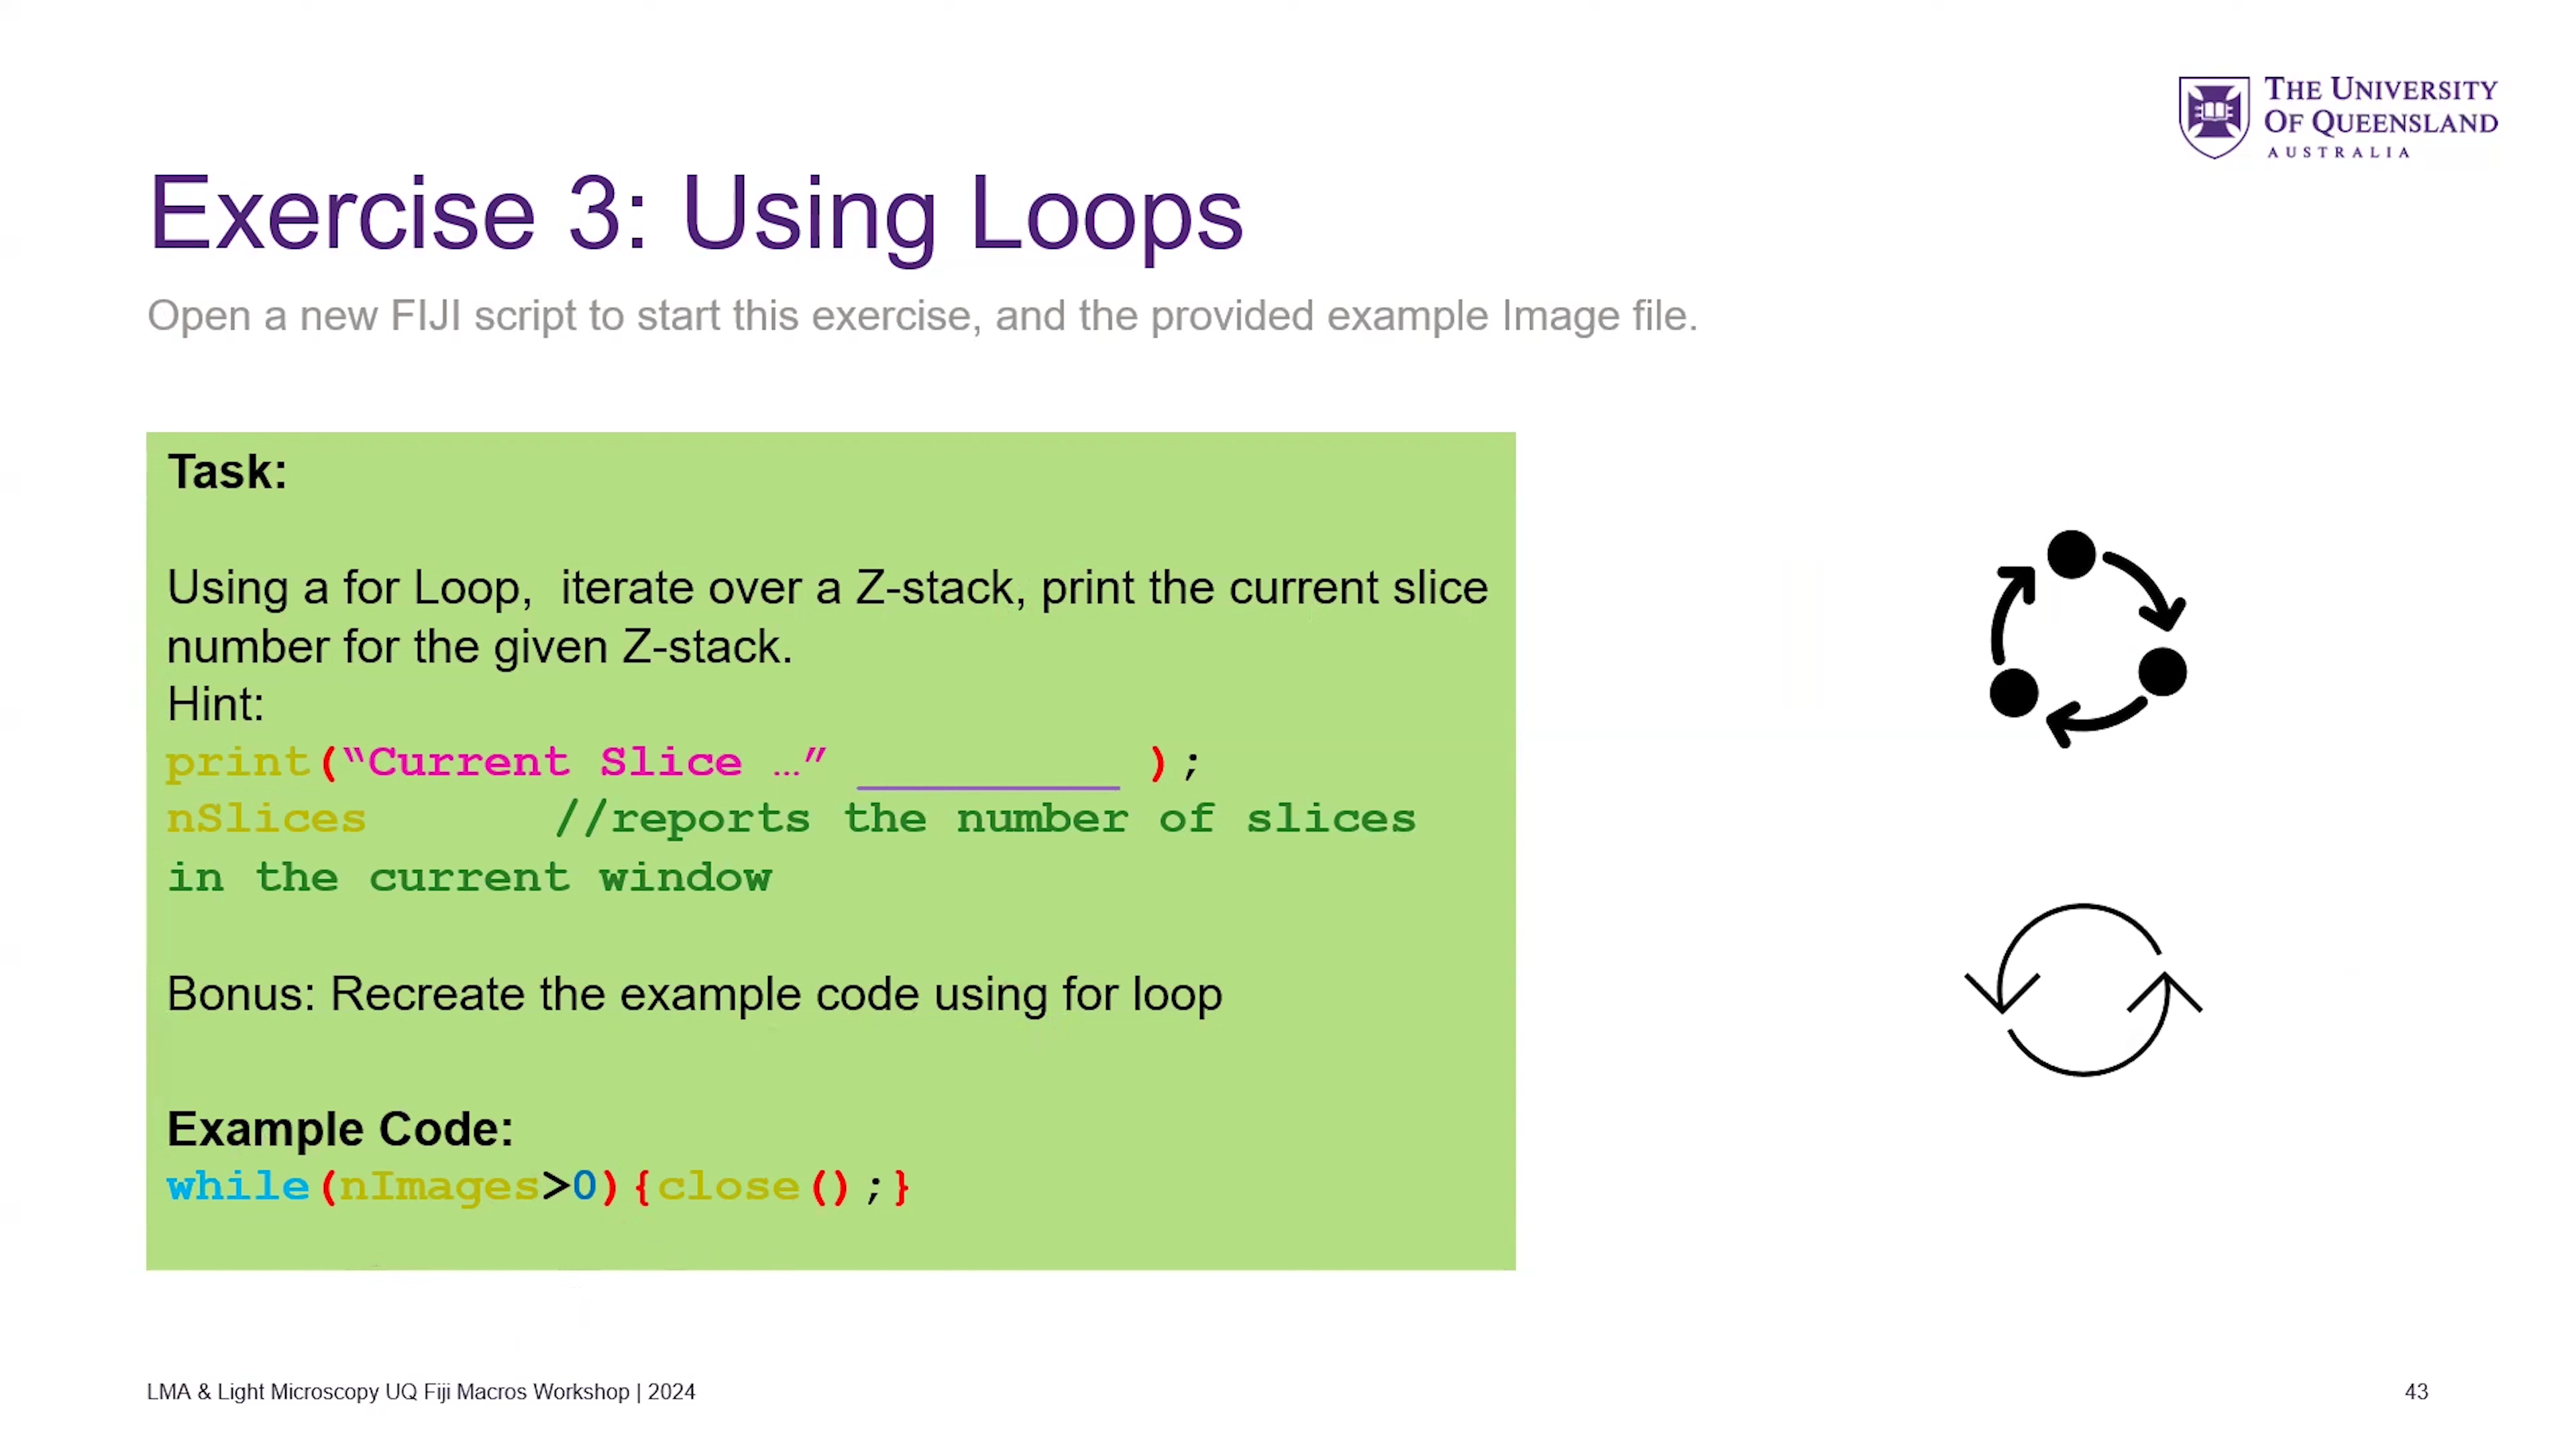 THE UNIVERSITY
OF QUEENSLAND
AUSTRALIA
Exercise 3: Using Loops
Open a new FIJI script to start this exercise, and the provided example Image file.
Task:
Using a for Loop,  iterate over a Z-stack, print the current slice
number for the given Z-stack.
Hint:
print(“Current Slice …” _________ );
nSlices //reports the number of slices
in the current window
Bonus: Recreate the example code using for loop
Example Code:
while(nImages>0){close();}
LMA & Light Microscopy UQ Fiji Macros Workshop | 2024
43